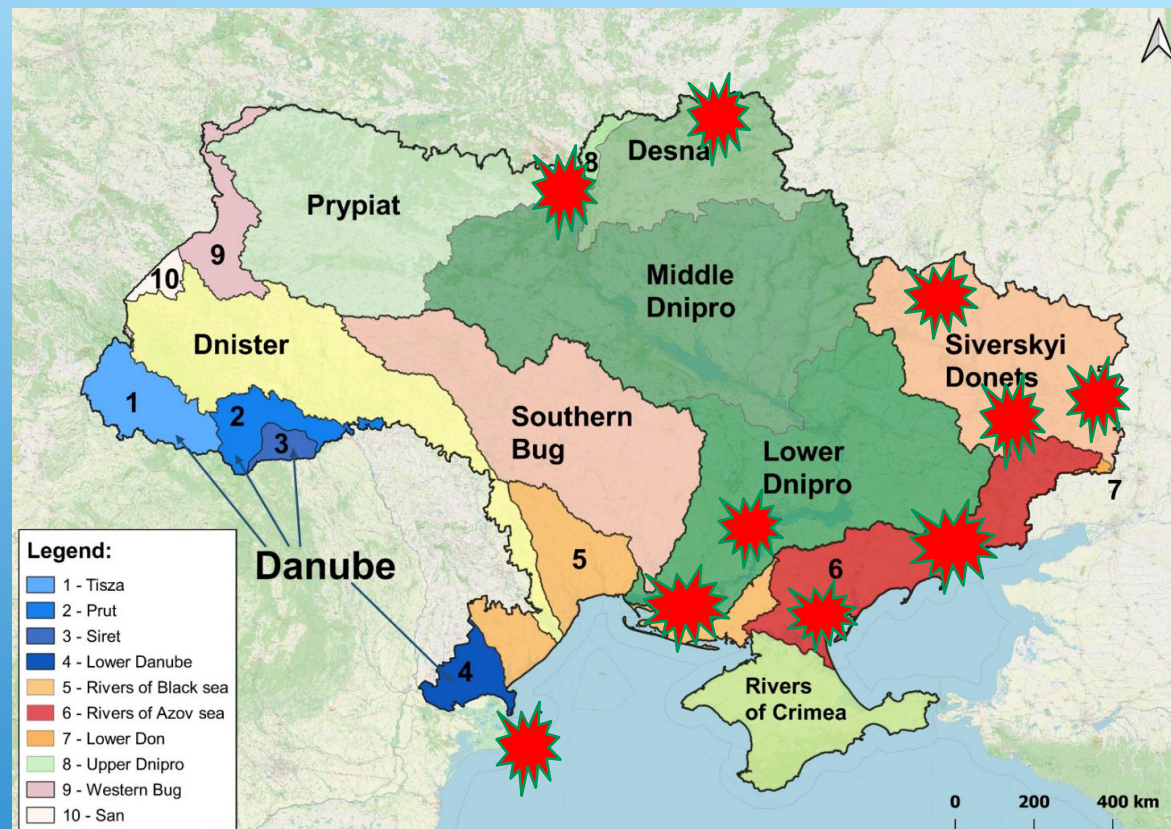 8
Desna
Prypiat
9
10
Middle
Dnipro
Dnister
Siverskyi
Donets
1
2
3
Southern
Bug
Lower
Dnipro
7
Legend:
1 - Tisza
2 - Prut
3 - Siret
4 - Lower Danube
5 - Rivers of Black sea
6 - Rivers of Azov sea
7 - Lower Don
8 - Upper Dnipro
9 - Western Bug
10 - San
Danube
5
6
4
Rivers
of Crimea
0 200 400 km